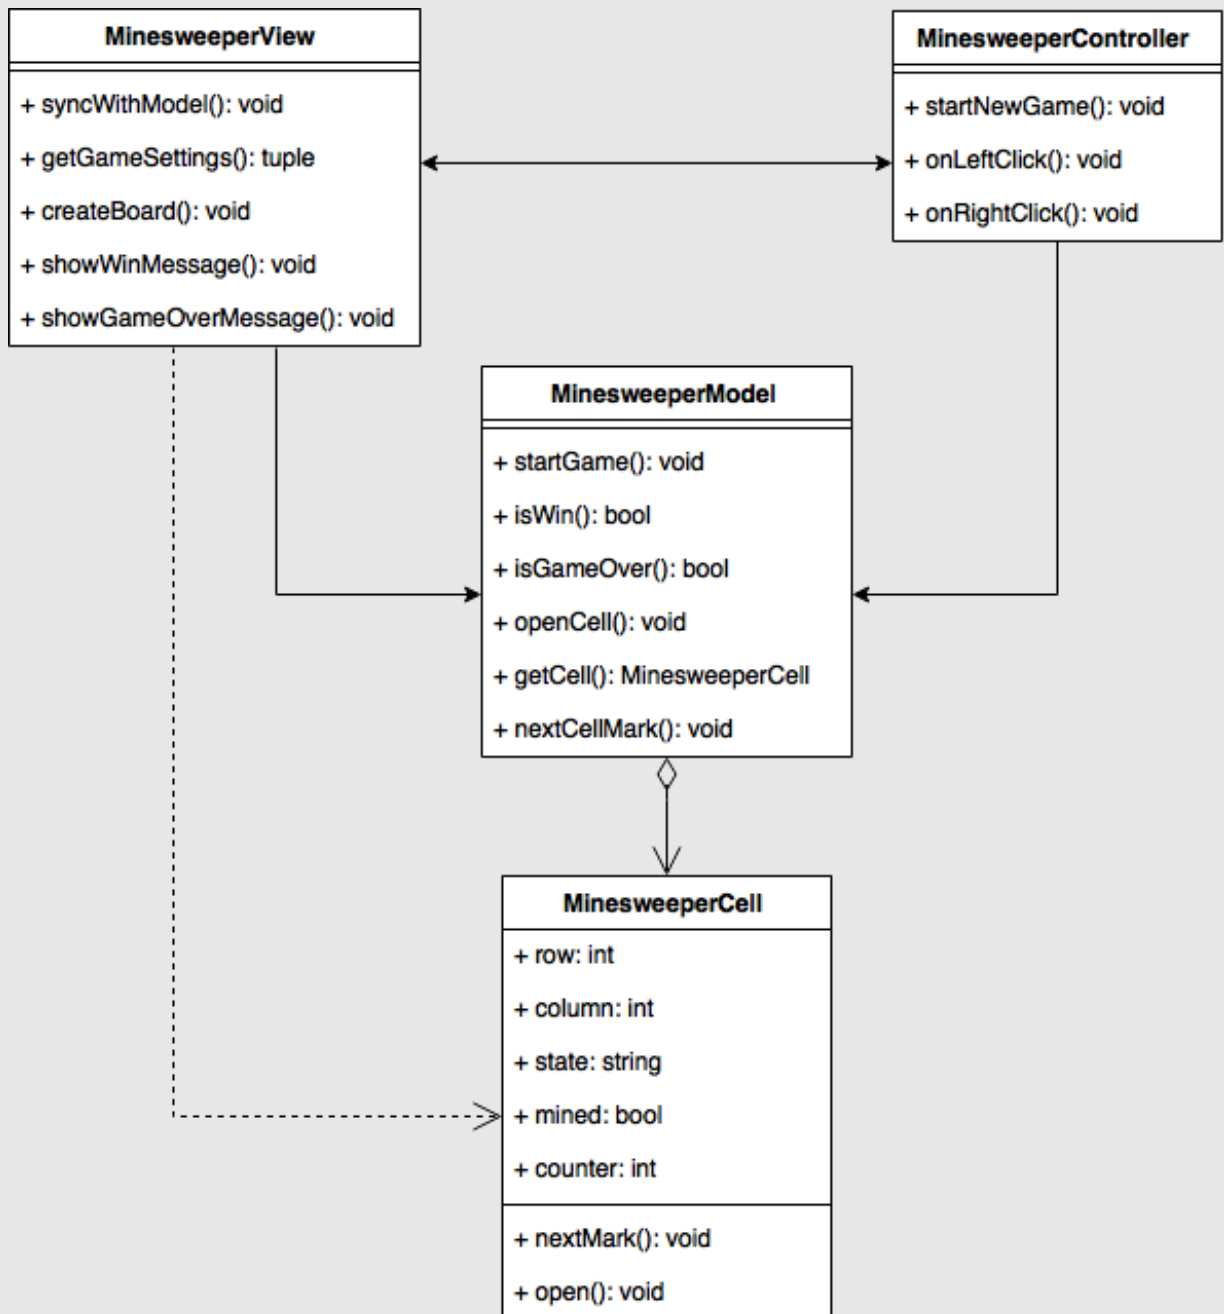 MinesweeperView
+ syncWithModel(): void
+ getGameSettings(): tuple
+ createBoard(): void
+ showWinMessage(): void
+ showGameOverMessage(): void
MinesweeperController
+ startNewGame(): void
+ onLeftClick(): void
+ onRightClick(): void
MinesweeperModel
+ startGame(): void
+ isWin(): bool
+ isGameOver(): bool
+ openCell(): void
+ getCell(): MinesweeperCell
+ nextCellMark(): void
MinesweeperCell
+ row: int
+ column: int
+ state: string
+ mined: bool
+ counter: int
+ nextMark(): void
+ open(): void